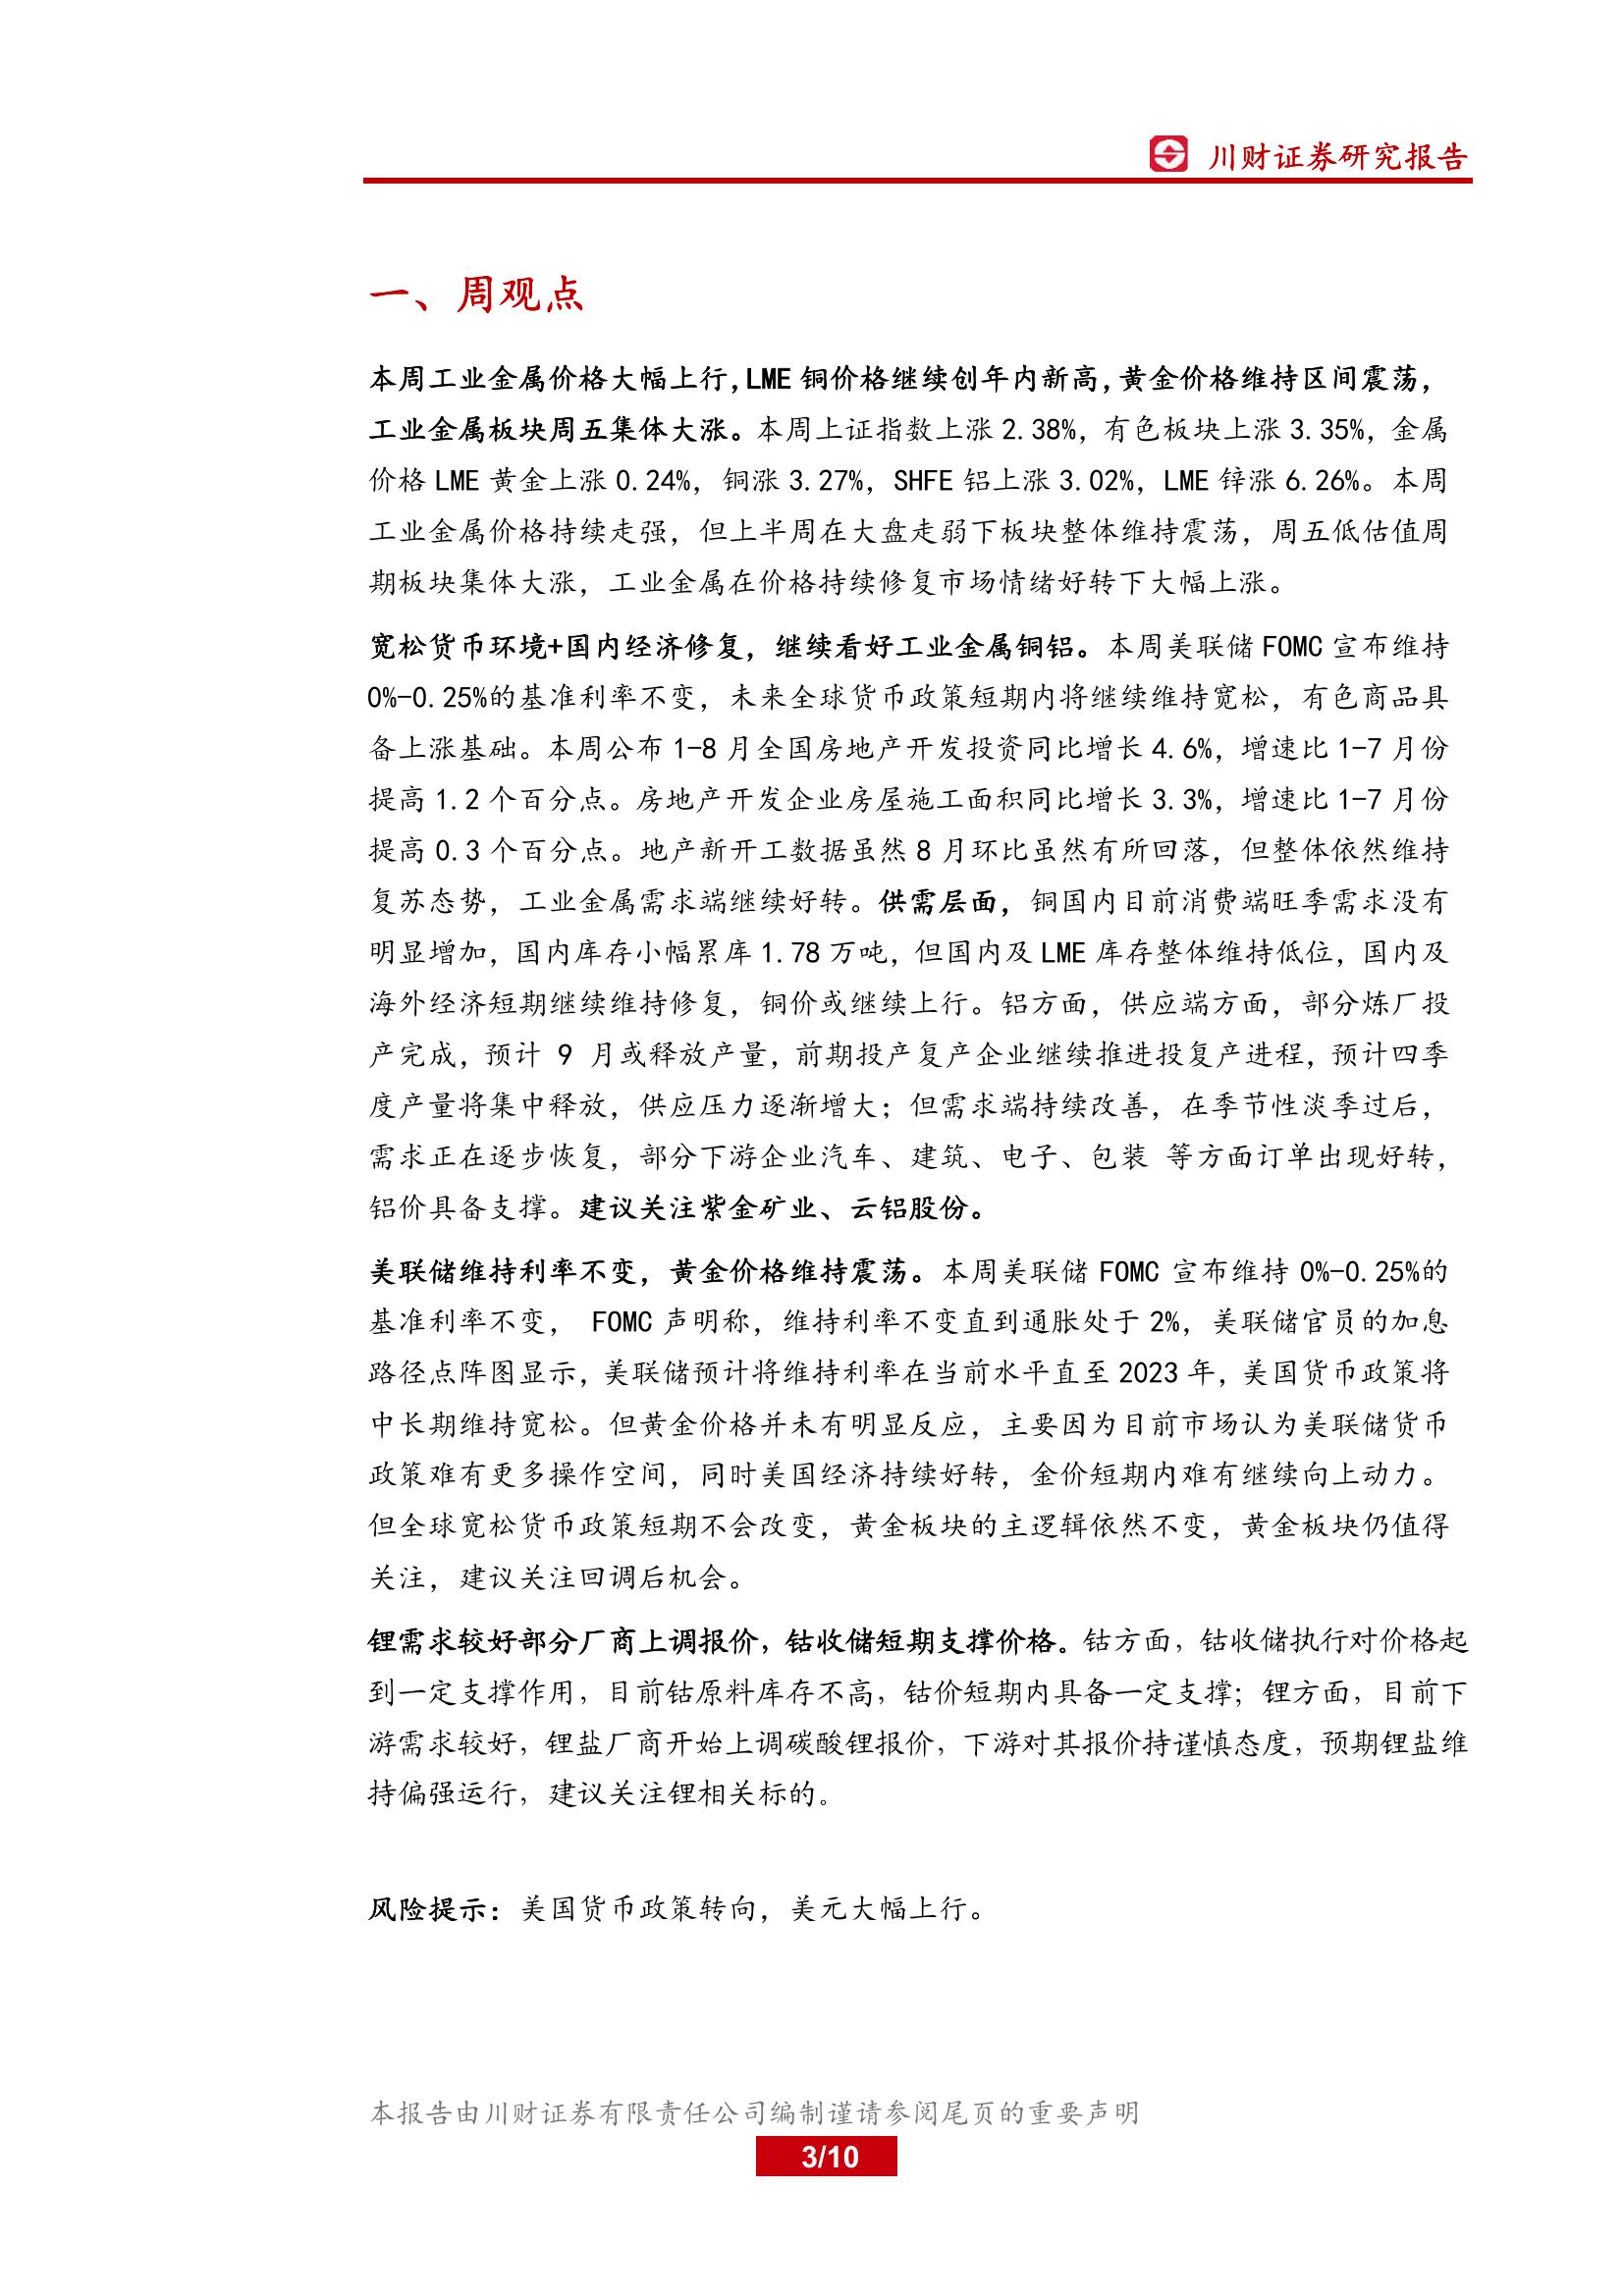 川财证券研究报告
一、周观点
本周工业金属价格大幅上行，LME 铜价格继续创年内新高，黄金价格维持区间震荡，
工业金属板块周五集体大涨。本周上证指数上涨 2.38%，有色板块上涨 3.35%，金属
价格 LME 黄金上涨 0.24%，铜涨 3.27%，SHFE 铝上涨 3.02%，LME 锌涨 6.26%。本周
工业金属价格持续走强，但上半周在大盘走弱下板块整体维持震荡，周五低估值周
期板块集体大涨，工业金属在价格持续修复市场情绪好转下大幅上涨。
宽松货币环境+国内经济修复，继续看好工业金属铜铝。本周美联储 FOMC 宣布维持
0%-0.25%的基准利率不变，未来全球货币政策短期内将继续维持宽松，有色商品具
备上涨基础。本周公布 1-8 月全国房地产开发投资同比增长 4.6%，增速比 1-7 月份
提高 1.2 个百分点。房地产开发企业房屋施工面积同比增长 3.3%，增速比 1-7 月份
提高 0.3 个百分点。地产新开工数据虽然 8 月环比虽然有所回落，但整体依然维持
复苏态势，工业金属需求端继续好转。供需层面，铜国内目前消费端旺季需求没有
明显增加，国内库存小幅累库 1.78 万吨，但国内及 LME 库存整体维持低位，国内及
海外经济短期继续维持修复，铜价或继续上行。铝方面，供应端方面，部分炼厂投
产完成，预计 9 月或释放产量，前期投产复产企业继续推进投复产进程，预计四季
度产量将集中释放，供应压力逐渐增大；但需求端持续改善，在季节性淡季过后，
需求正在逐步恢复，部分下游企业汽车、建筑、电子、包装 等方面订单出现好转，
铝价具备支撑。建议关注紫金矿业、云铝股份。
美联储维持利率不变，黄金价格维持震荡。本周美联储 FOMC 宣布维持 0%-0.25%的
基准利率不变， FOMC 声明称，维持利率不变直到通胀处于 2%，美联储官员的加息
路径点阵图显示，美联储预计将维持利率在当前水平直至 2023 年，美国货币政策将
中长期维持宽松。但黄金价格并未有明显反应，主要因为目前市场认为美联储货币
政策难有更多操作空间，同时美国经济持续好转，金价短期内难有继续向上动力。
但全球宽松货币政策短期不会改变，黄金板块的主逻辑依然不变，黄金板块仍值得
关注，建议关注回调后机会。
锂需求较好部分厂商上调报价，钴收储短期支撑价格。钴方面，钴收储执行对价格起
到一定支撑作用，目前钴原料库存不高，钴价短期内具备一定支撑；锂方面，目前下
游需求较好，锂盐厂商开始上调碳酸锂报价，下游对其报价持谨慎态度，预期锂盐维
持偏强运行，建议关注锂相关标的。
风险提示：美国货币政策转向，美元大幅上行。
本报告由川财证券有限责任公司编制谨请参阅尾页的重要声明
3/10